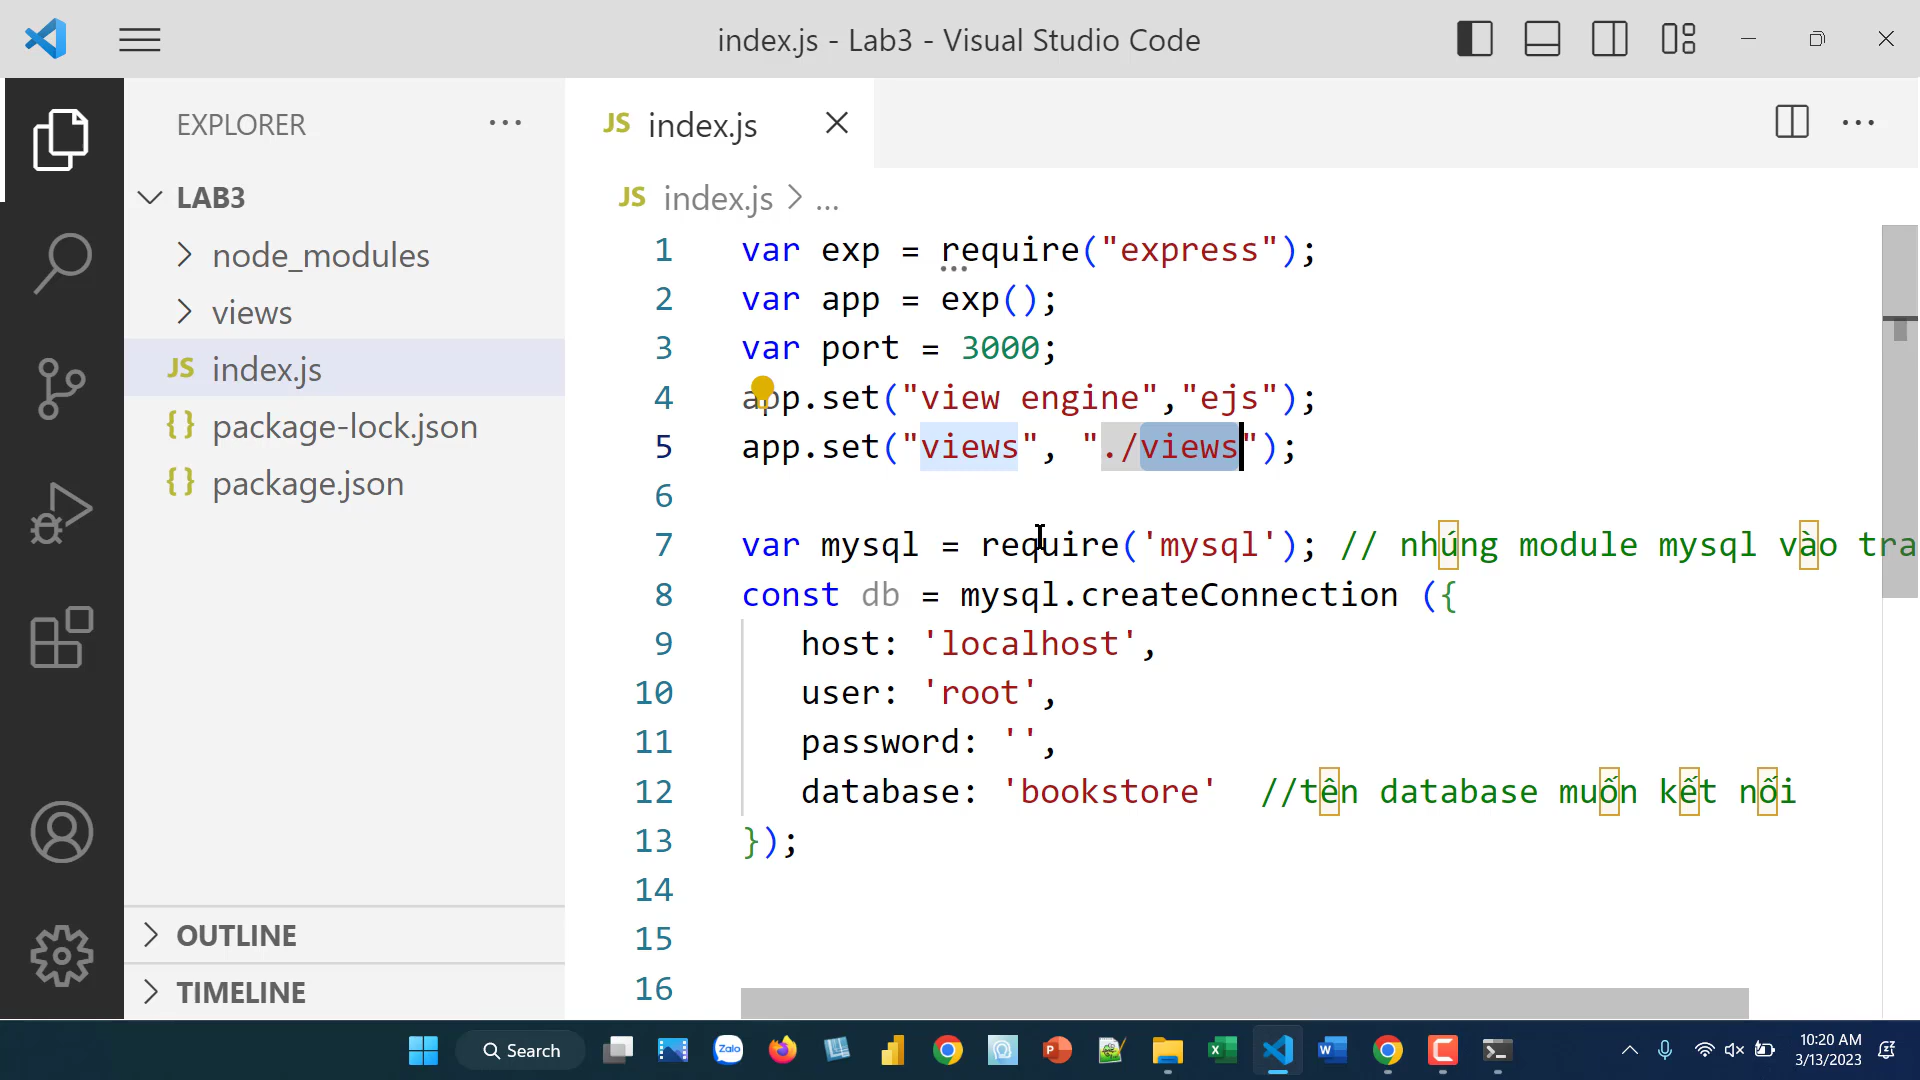 index.js - Lab3 - Visual Studio Code
EXPLORER
LAB3
node_modules
views
JS index.js
{} package-lock.json
{} package.json
OUTLINE
TIMELINE
JS index.js
JS index.js > ...
1 var exp = require("express");
2 var app = exp();
3 var port = 3000;
4 app.set("view engine","ejs");
5 app.set("views", "./views");
6
7 var mysql = require('mysql'); // nhúng module mysql vào tra
8 const db = mysql.createConnection ({
9 host: 'localhost',
10 user: 'root',
11 password: '',
12 database: 'bookstore' //tên database muốn kết nối
13 });
14
15
16
Search
Zalo
10:20 AM
3/13/2023